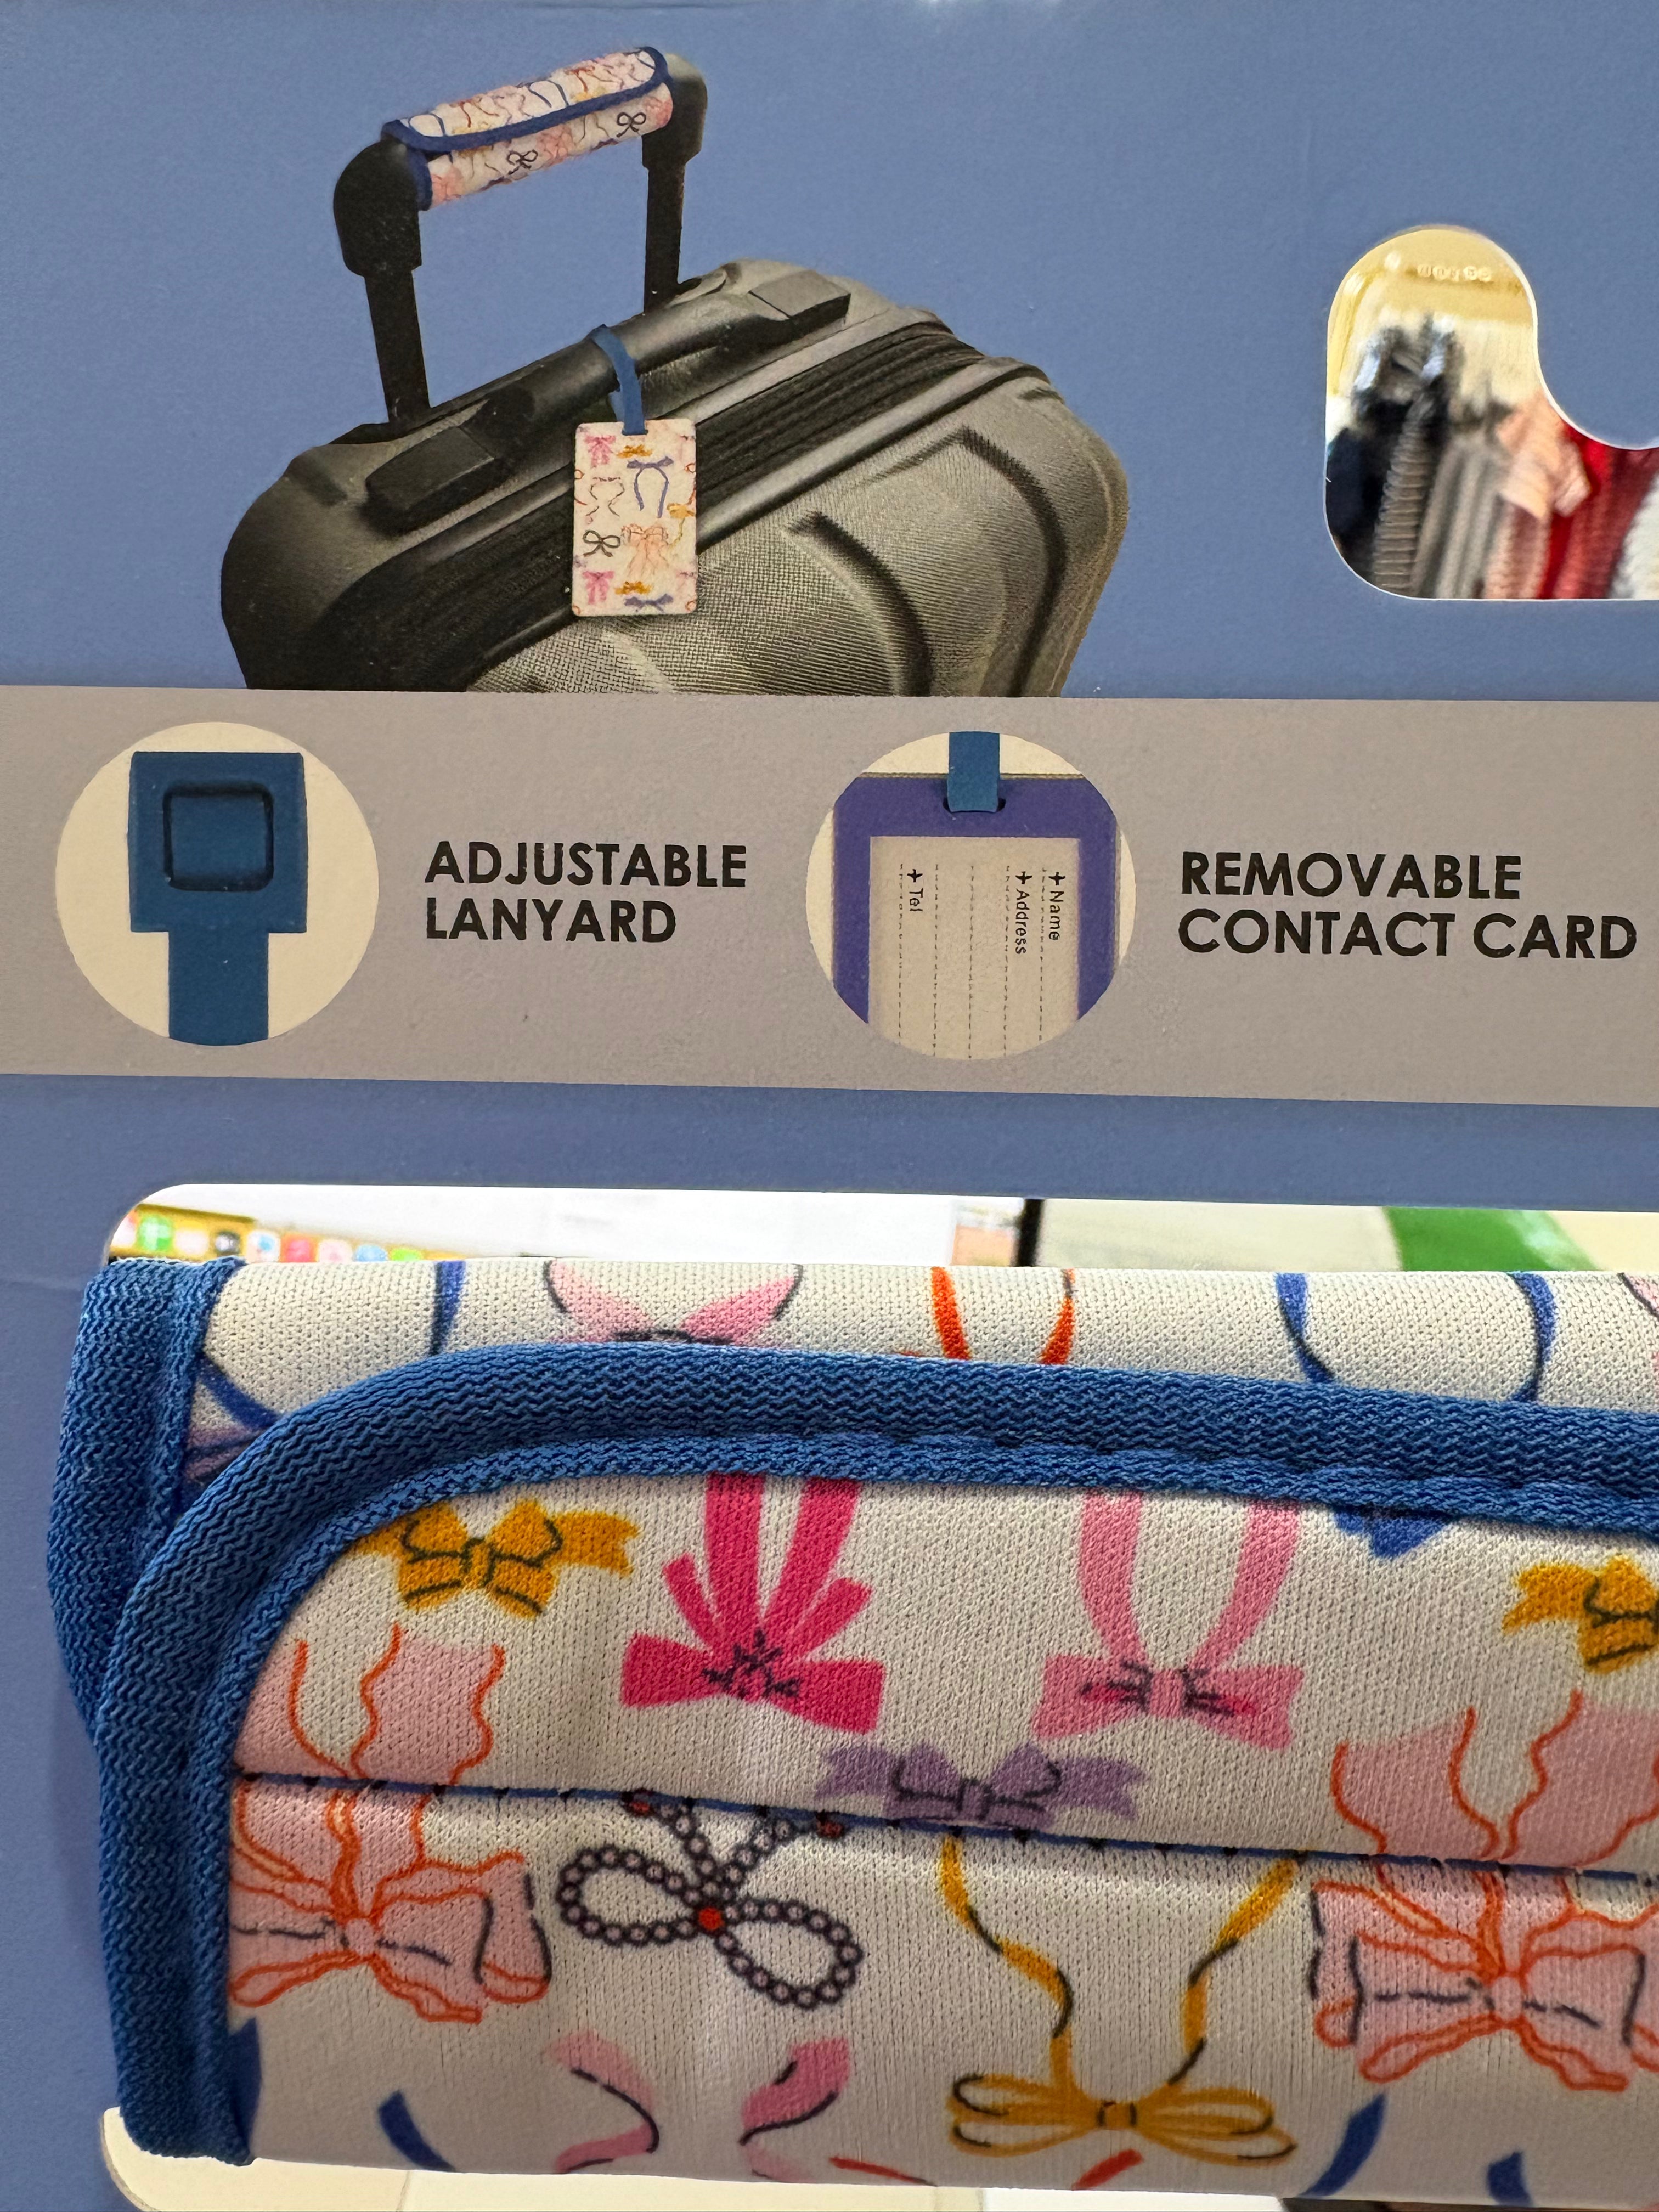 ADJUSTABLE
LANYARD
REMOVABLE
CONTACT CARD
+ Name
+ Address
+ Tel